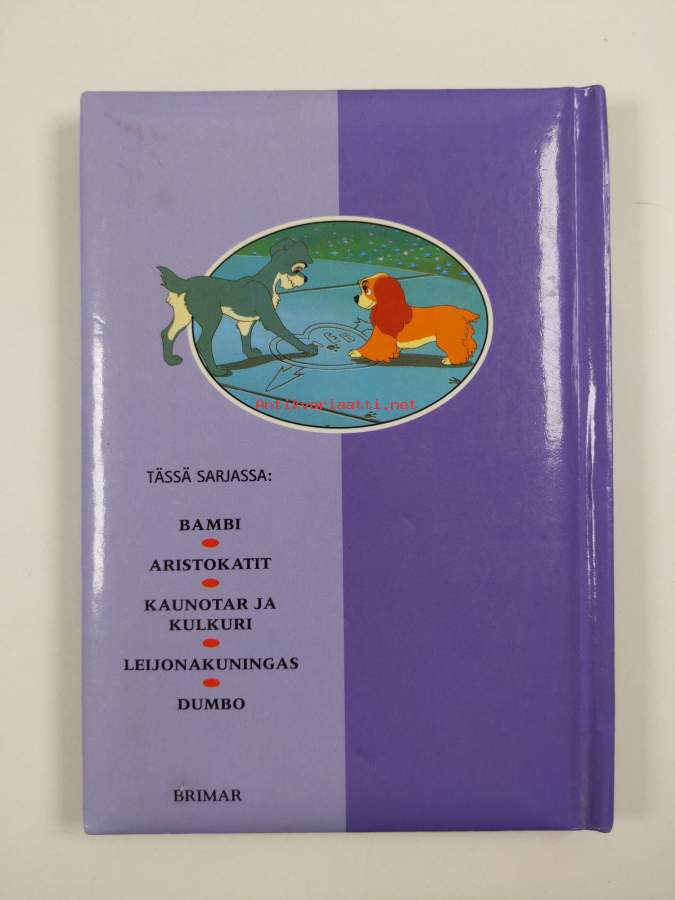 Antikvariaatti.net
TÄSSÄ SARJASSA:
BAMBI
ARISTOKATIT
KAUNOTAR JA
KULKURI
LEIJONAKUNINGAS
DUMBO
BRIMAR